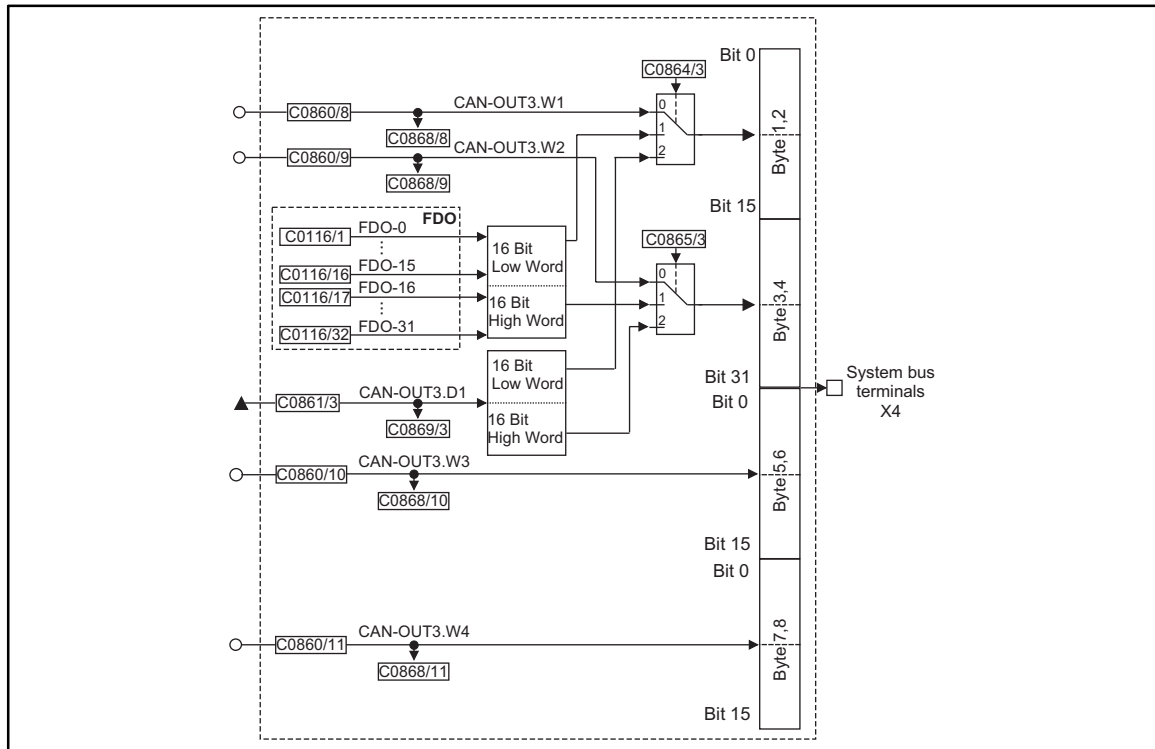 Bit 0
C0864/3
C0860/8
CAN-OUT3.W1
0
C0868/8
1
C0860/9
CAN-OUT3.W2
2
C0868/9
Byte 1,2
Bit 15
FDO
C0116/1
FDO-0
⋮
C0116/16
FDO-15
C0116/17
FDO-16
⋮
C0116/32
FDO-31
16 Bit
Low Word
16 Bit
High Word
C0865/3
0
1
2
Byte 3,4
Bit 31
Bit 0
System bus
terminals
X4
C0861/3
CAN-OUT3.D1
C0869/3
16 Bit
Low Word
16 Bit
High Word
C0860/10
CAN-OUT3.W3
C0868/10
Byte 5,6
Bit 15
Bit 0
C0860/11
CAN-OUT3.W4
C0868/11
Byte 7,8
Bit 15